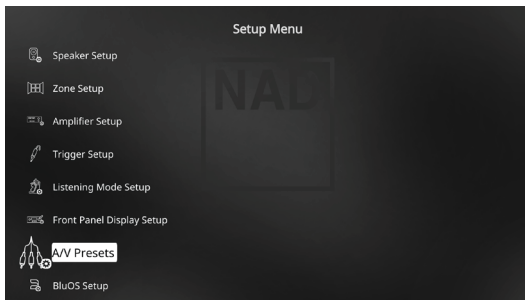 Setup Menu
Speaker Setup
Zone Setup
Amplifier Setup
Trigger Setup
Listening Mode Setup
Front Panel Display Setup
A/V Presets
BluOS Setup
NAD